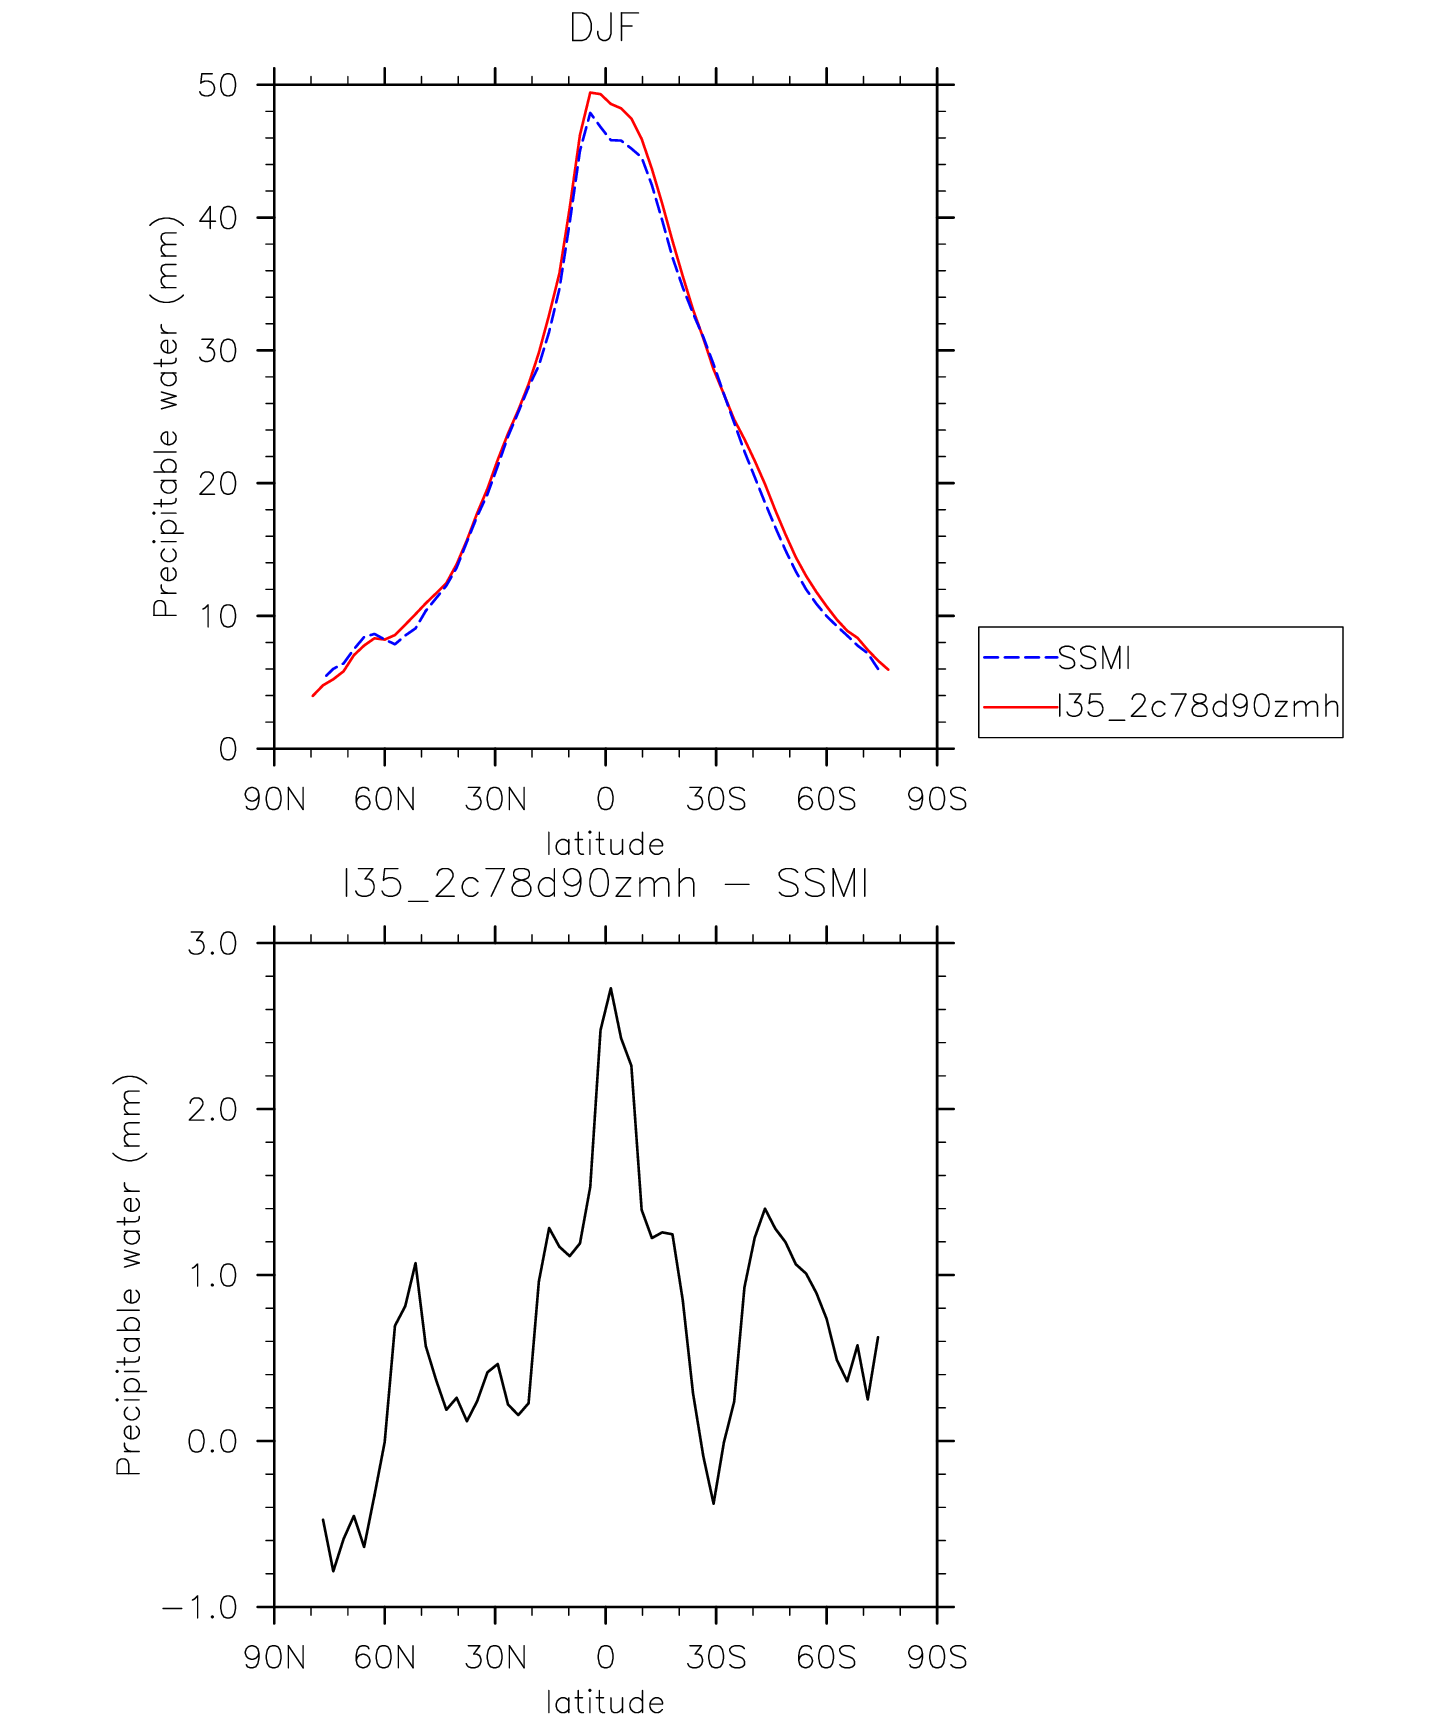 DJF
50
40
30
20
10
0
Precipitable water (mm)
90N 60N 30N 0 30S 60S 90S
latitude
SSMI
I35_2c78d90zmh
I35_2c78d90zmh − SSMI
3.0
2.0
1.0
0.0
−1.0
Precipitable water (mm)
90N 60N 30N 0 30S 60S 90S
latitude